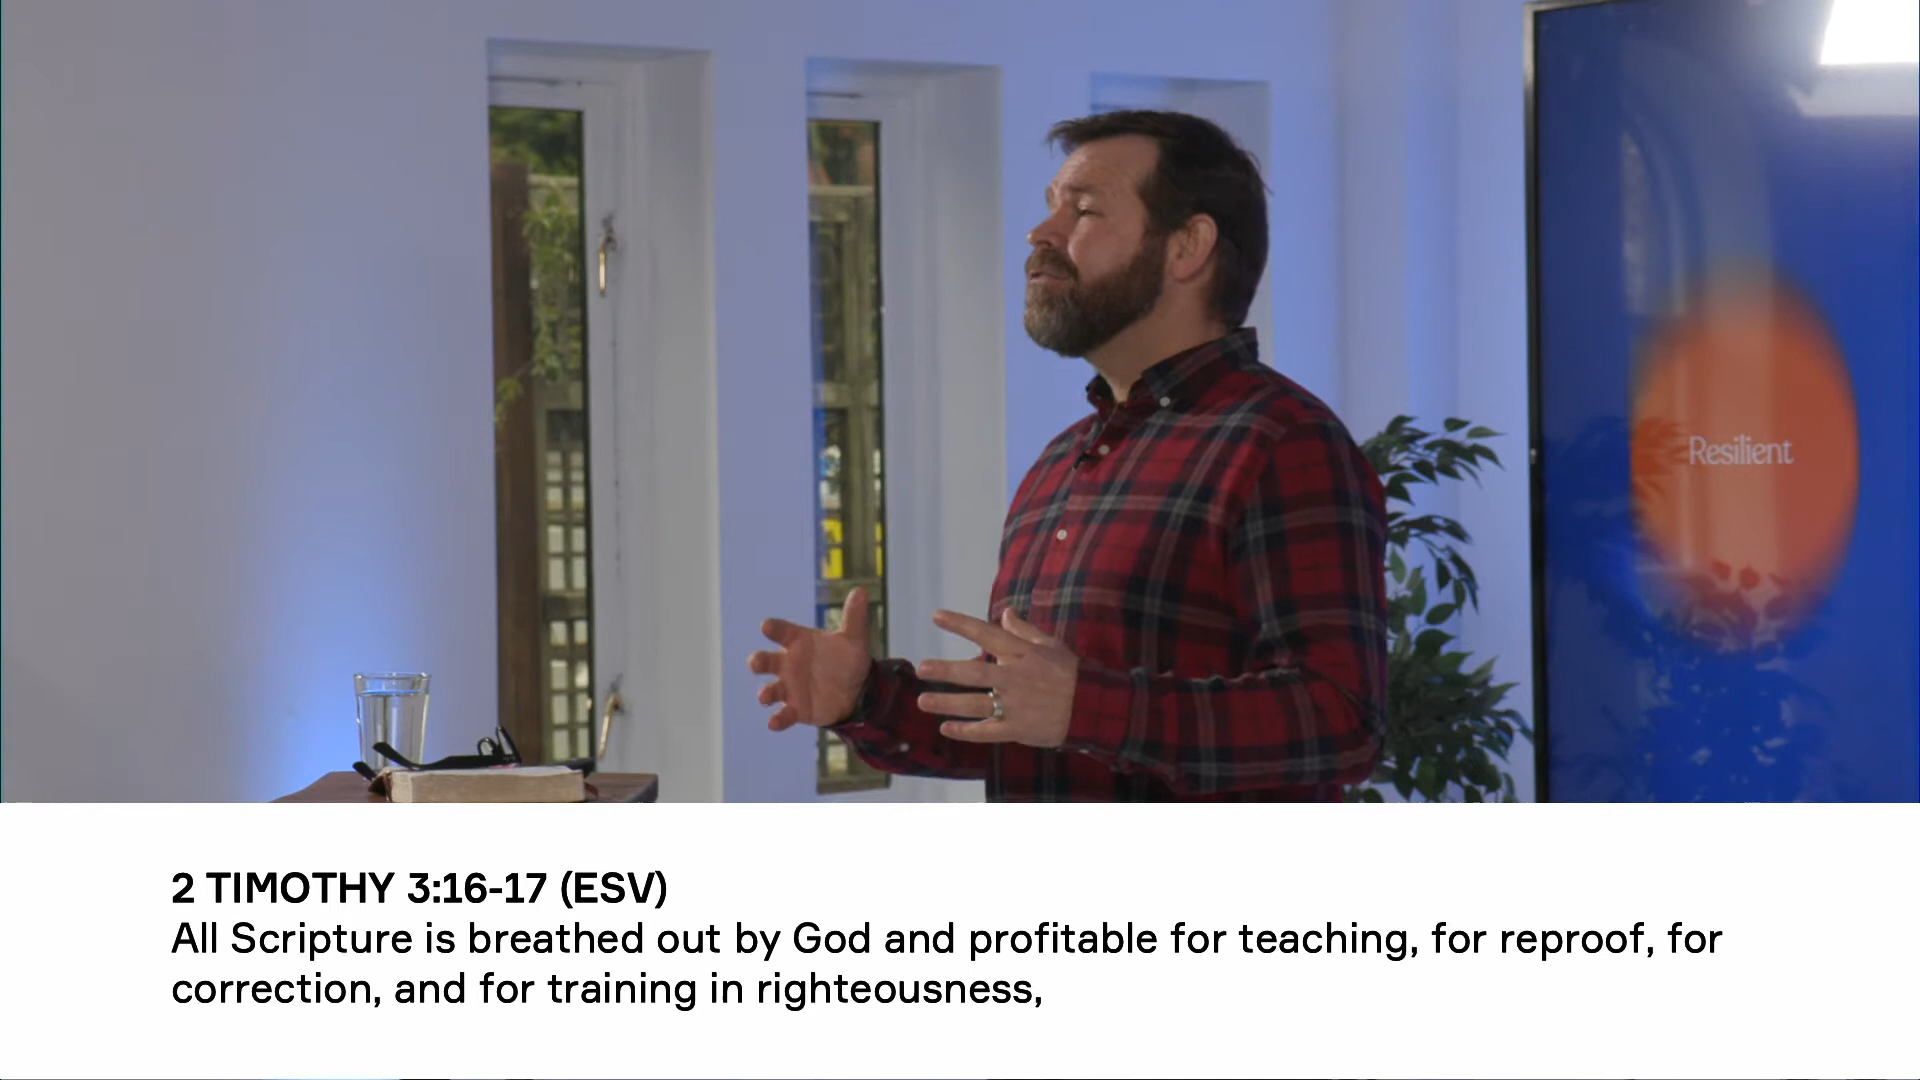 Resilient
2 TIMOTHY 3:16-17 (ESV)
All Scripture is breathed out by God and profitable for teaching, for reproof, for
correction, and for training in righteousness,